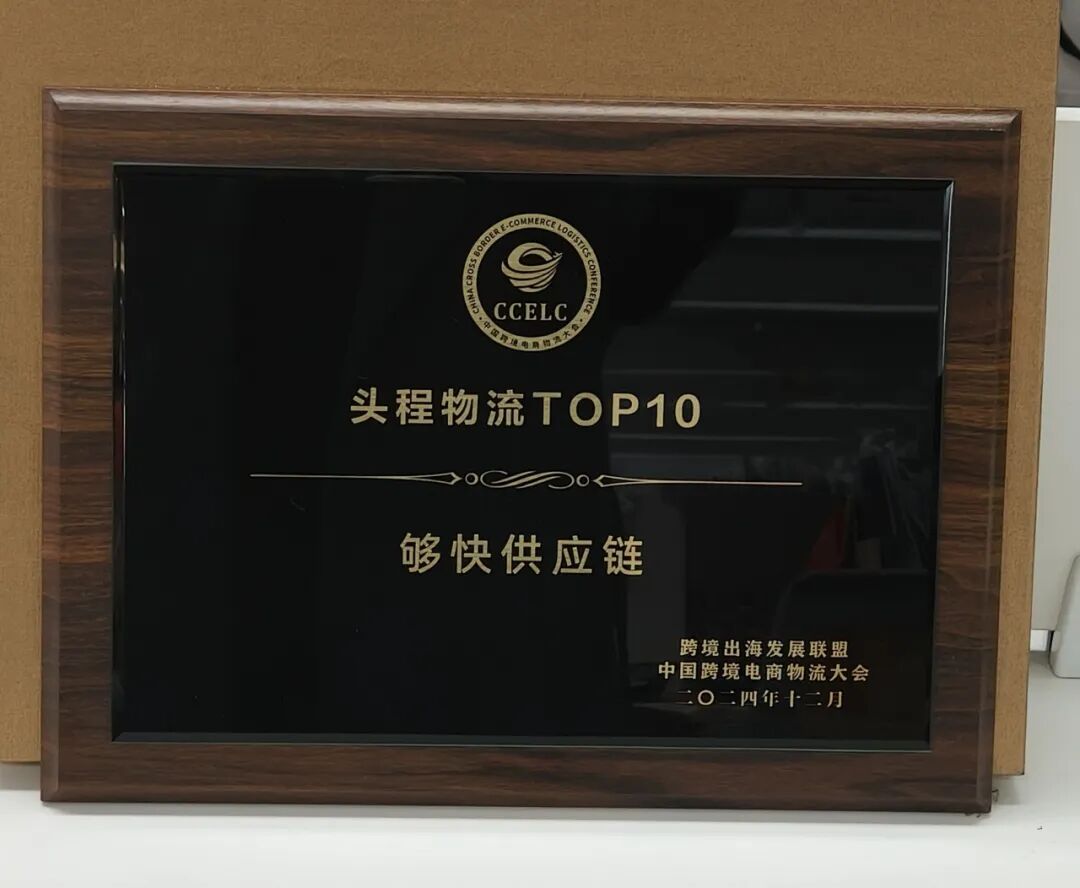 CHINA CROSS BORDER E-COMMERCE LOGISTICS CONFERENCE
CCELC
中国跨境电商物流大会
头程物流TOP10
够快供应链
跨境出海发展联盟
中国跨境电商物流大会
二〇二四年十二月